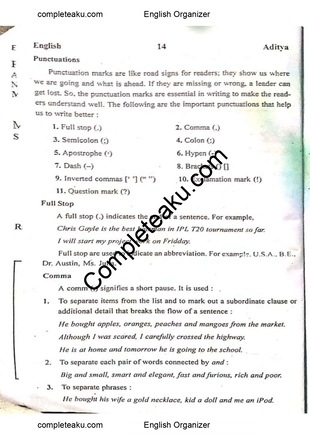 completeaku.com English Organizer
English 14 Aditya
Punctuations
Punctuation marks are like road signs for readers; they show us where
we are going and what is ahead. If they are missing or wrong, a leader can
get lost. So, the punctuation marks are essential in writing to make the read-
ers understand well. The following are the important punctuations that help
us to write better :
1. Full stop (.) 2. Comma (,)
3. Semicolon (;) 4. Colon (:)
5. Apostrophe (') 6. Hypen (-)
7. Dash (–) 8. () []
9. Inverted commas [' '] (“ ”) 10. mark (!)
11. Question mark (?)
Full Stop
A full stop (.) indicates the of a sentence. For example,
Chris Gayle is the best in IPL T20 tournament so far.
I will start my on Fridday.
Full stop are used indicate an abbreviation. For example. U.S.A., B.E.,
Dr. Austin, Ms. Julie.
Comma
A comma signifies a short pause. It is used :
1. To separate items from the list and to mark out a subordinate clause or
additional detail that breaks the flow of a sentence :
He bought apples, oranges, peaches and mangoes from the market.
Although I was scared, I carefully crossed the highway.
He is at home and tomorrow he is going to the school.
2. To separate each pair of words connected by and :
Big and small, smart and elegant, fast and furious, rich and poor.
3. To separate phrases :
He bought his wife a gold necklace, kid a doll and me an iPod.
Completeaku.com
completeaku.com English Organizer